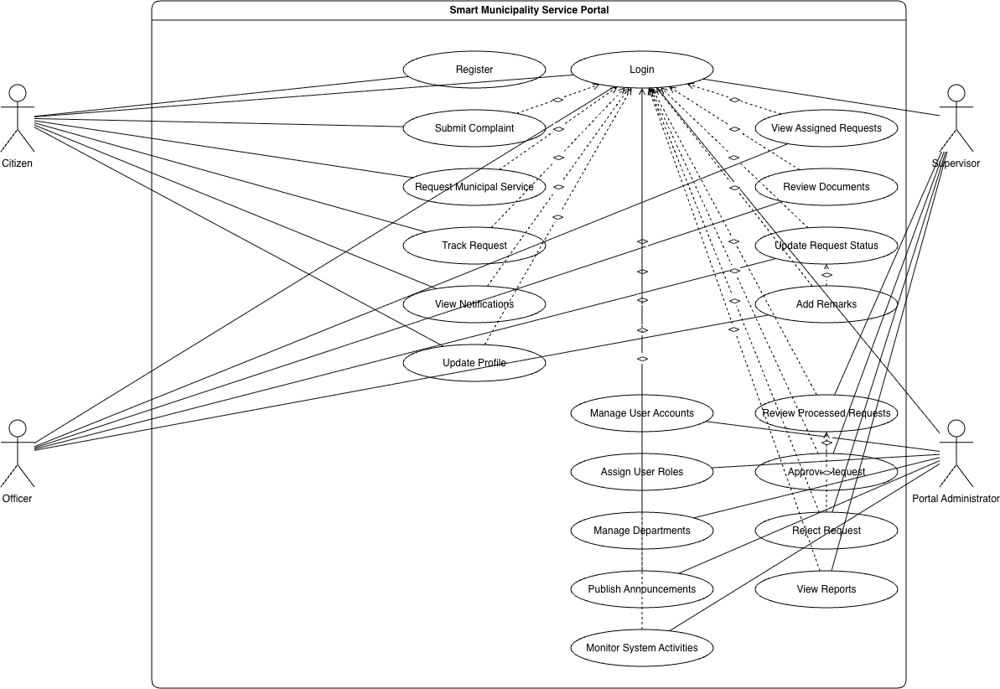 Smart Municipality Service Portal
Register
Login
Submit Complaint
View Assigned Requests
Citizen
Supervisor
Request Municipal Service
Review Documents
Track Request
Update Request Status
View Notifications
Add Remarks
Update Profile
Manage User Accounts
Review Processed Requests
Assign User Roles
Approve Request
Officer
Portal Administrator
Manage Departments
Reject Request
Publish Announcements
View Reports
Monitor System Activities